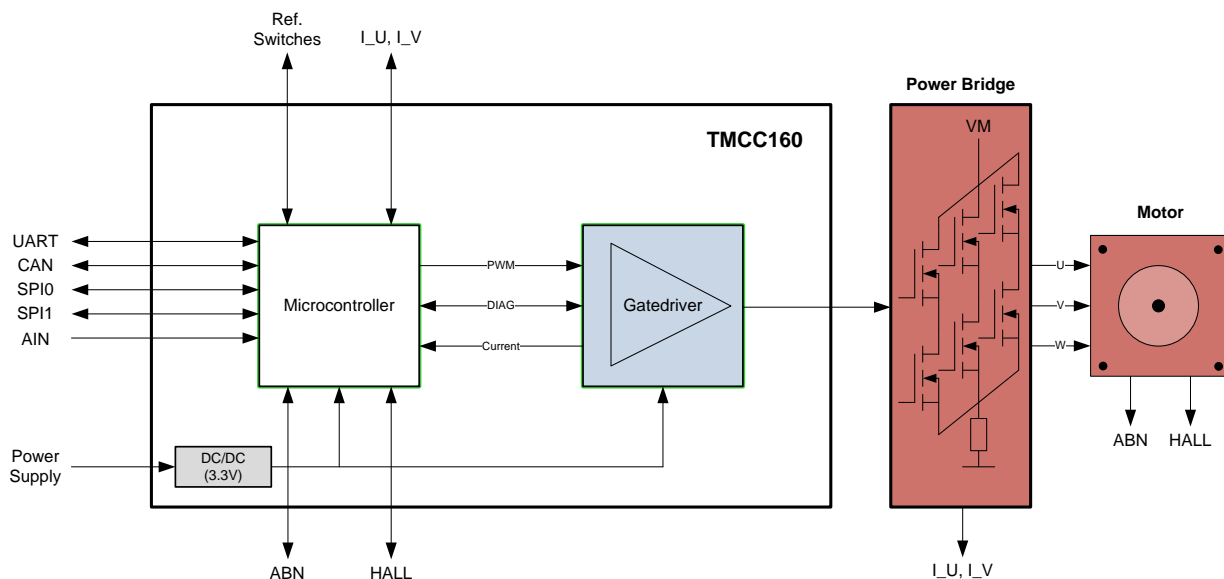 Ref.
Switches
I_U, I_V
Power Bridge
TMCC160
VM
Motor
UART
CAN
SPI0
SPI1
AIN
Microcontroller
PWM
DIAG
Current
Gatedriver
U
V
W
ABN
HALL
Power
Supply
DC/DC
(3.3V)
ABN
HALL
I_U, I_V